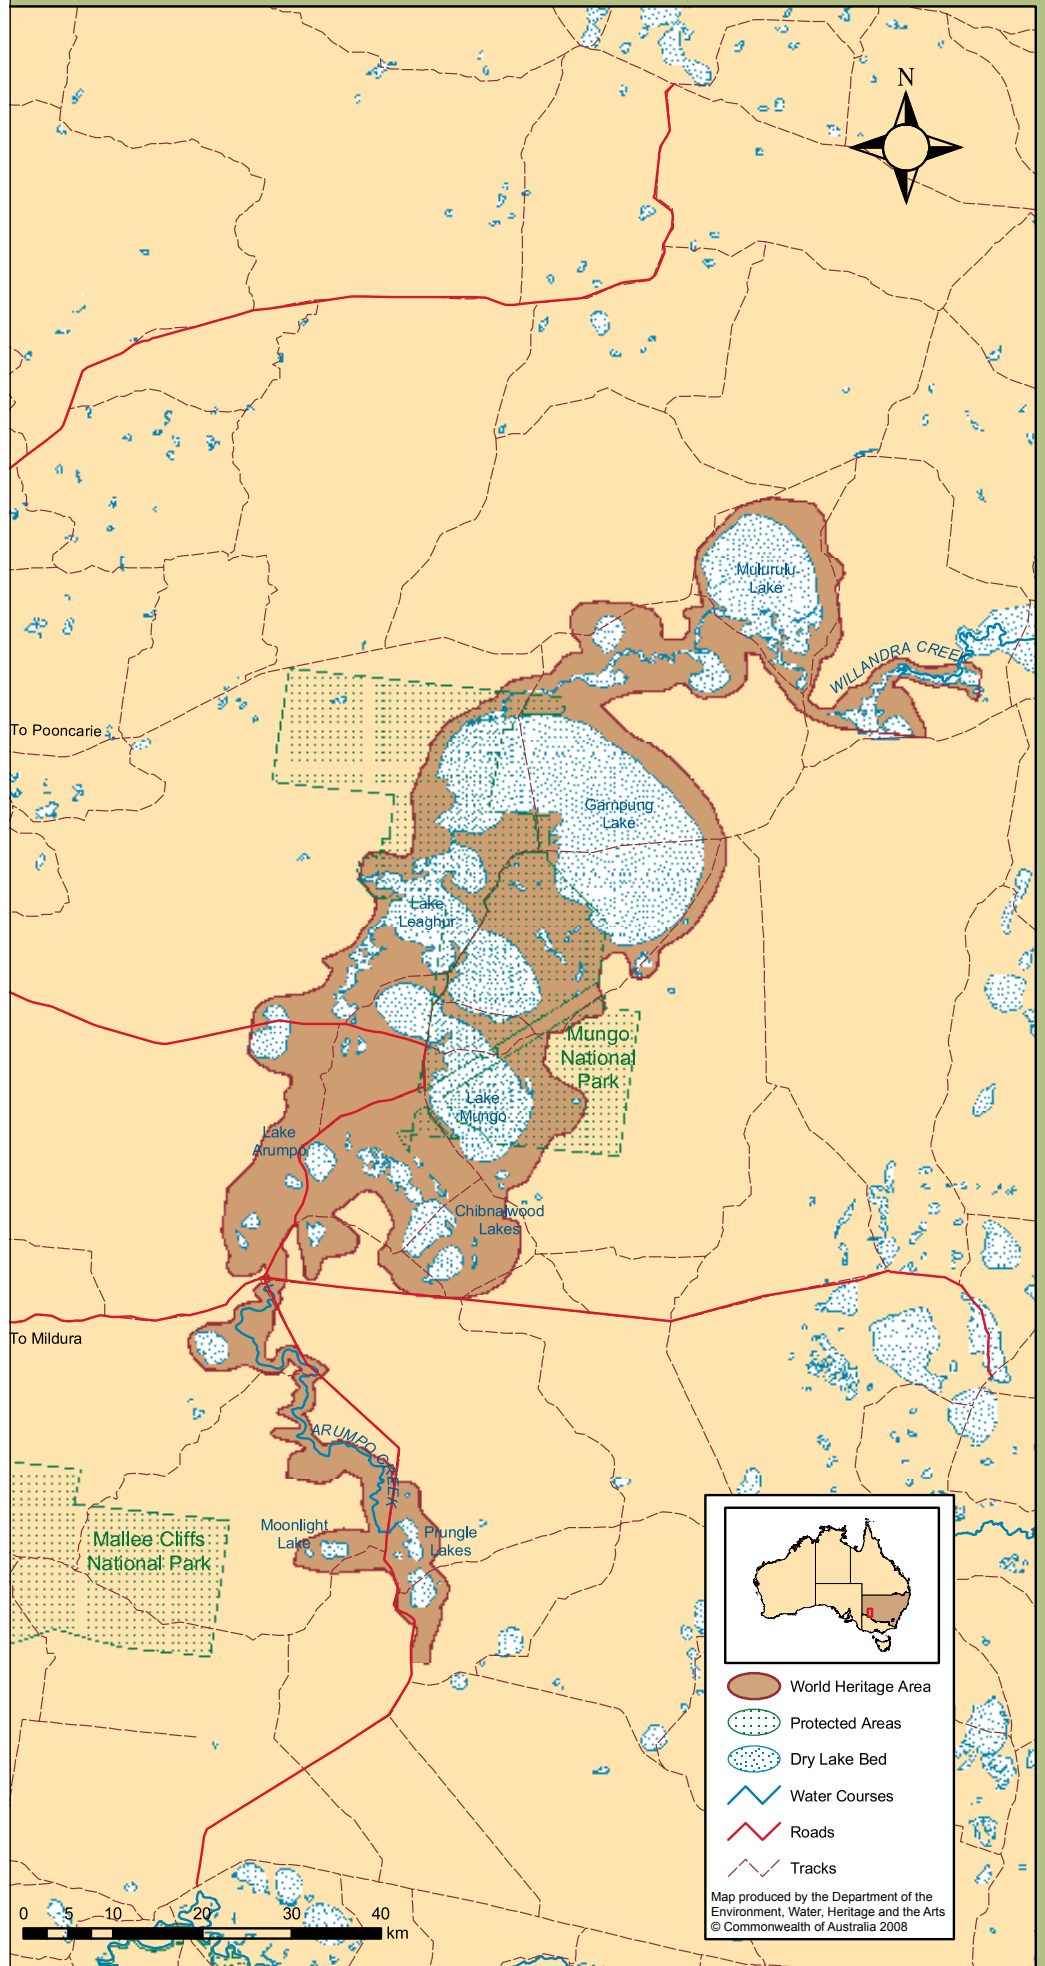 N
Mulurulu
Lake
WILLANDRA CREEK
To Pooncarie
Garnpung
Lake
Lake
Leaghur
Mungo
National
Park
Lake
Mungo
Lake
Arumpo
Chibnalwood
Lakes
To Mildura
ARUMPO CREEK
Moonlight
Lake
Prungle
Lakes
Mallee Cliffs
National Park
World Heritage Area
Protected Areas
Dry Lake Bed
Water Courses
Roads
Tracks
Map produced by the Department of the
Environment, Water, Heritage and the Arts
© Commonwealth of Australia 2008
0 5 10 20 30 40
km